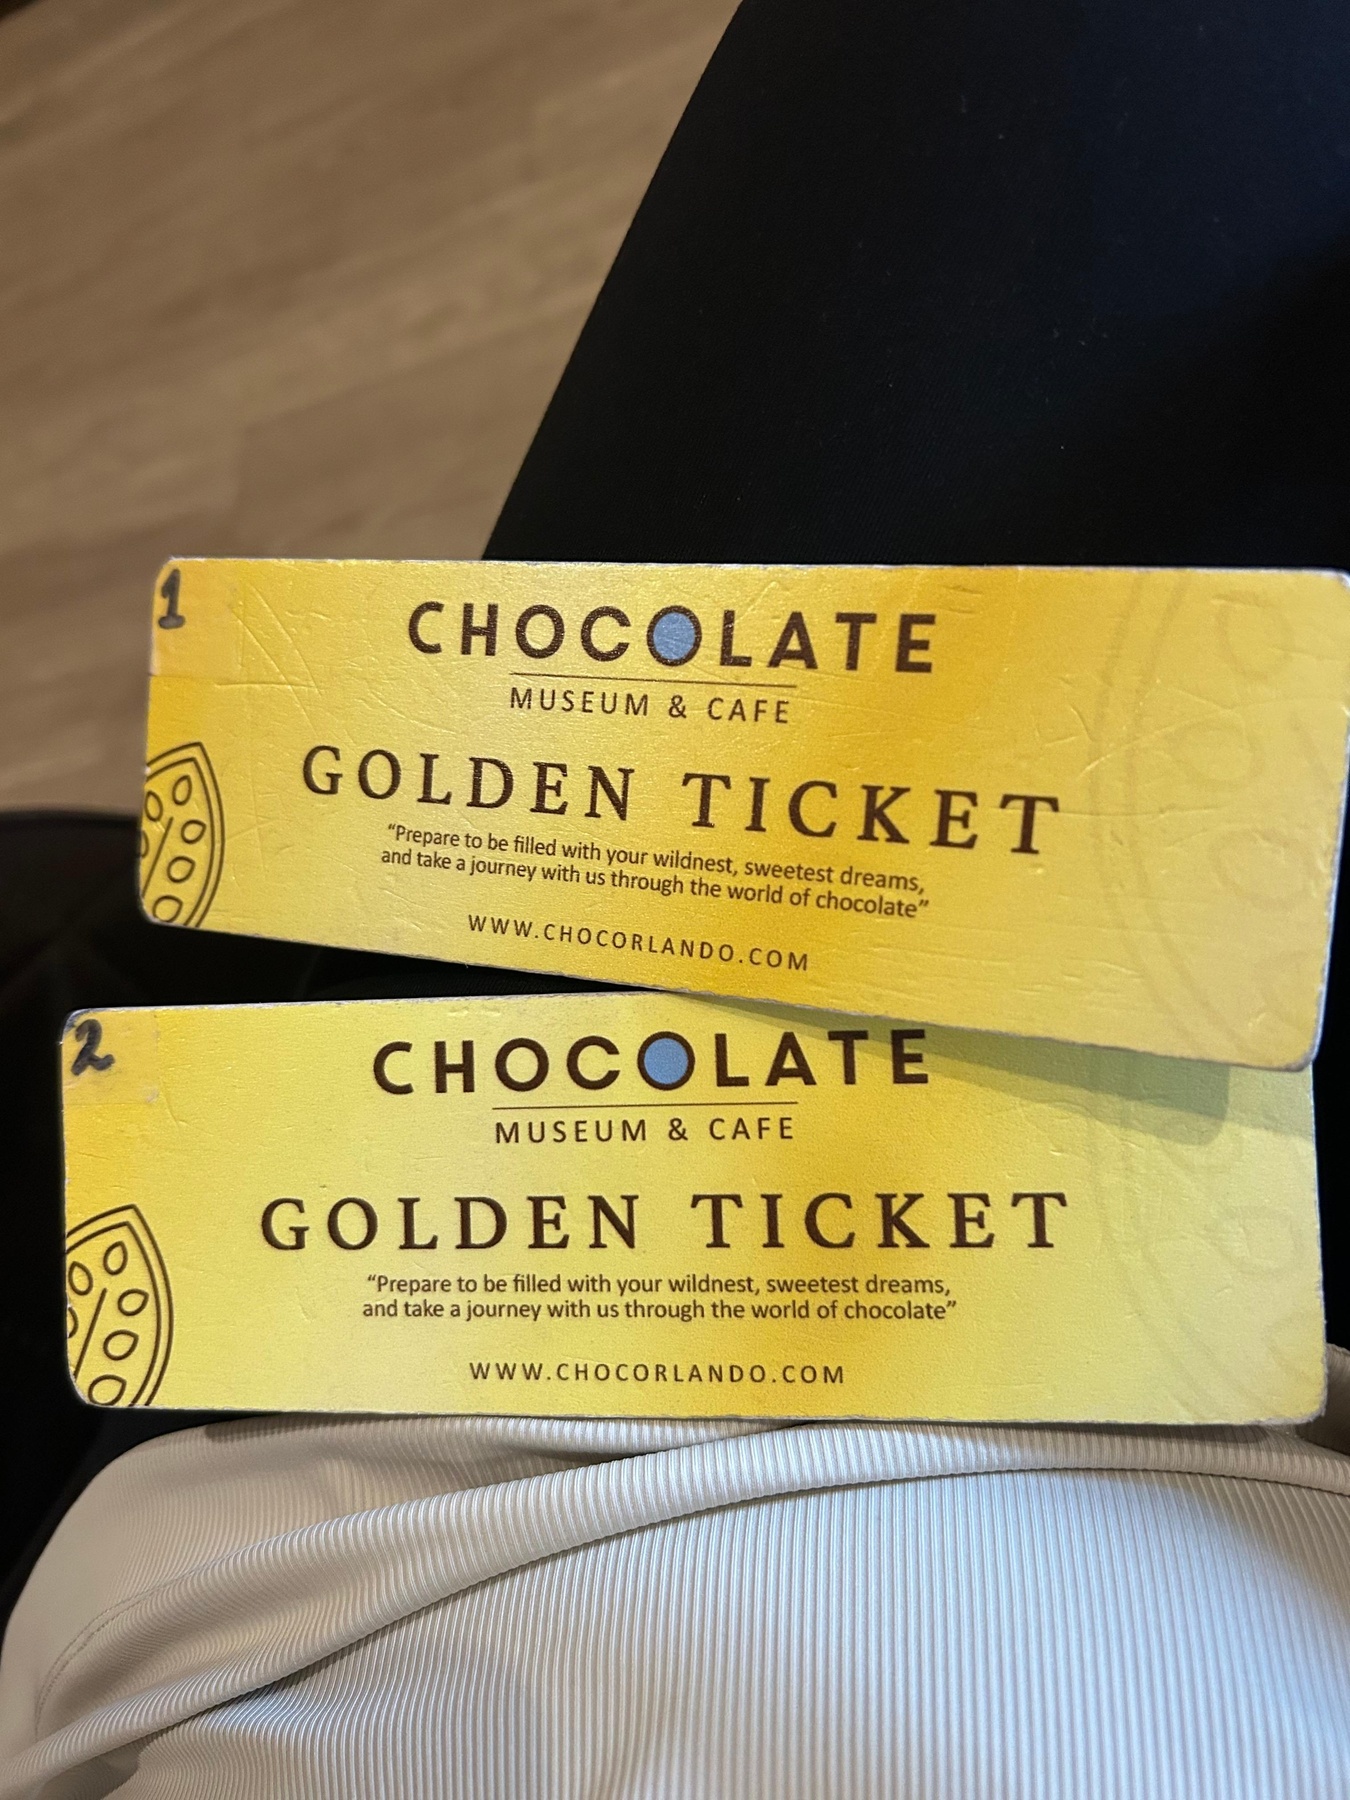 1
CHOCOLATE
MUSEUM & CAFE
GOLDEN TICKET
“Prepare to be filled with your wildnest, sweetest dreams,
and take a journey with us through the world of chocolate”
WWW.CHOCORLANDO.COM
2
CHOCOLATE
MUSEUM & CAFE
GOLDEN TICKET
“Prepare to be filled with your wildnest, sweetest dreams,
and take a journey with us through the world of chocolate”
WWW.CHOCORLANDO.COM